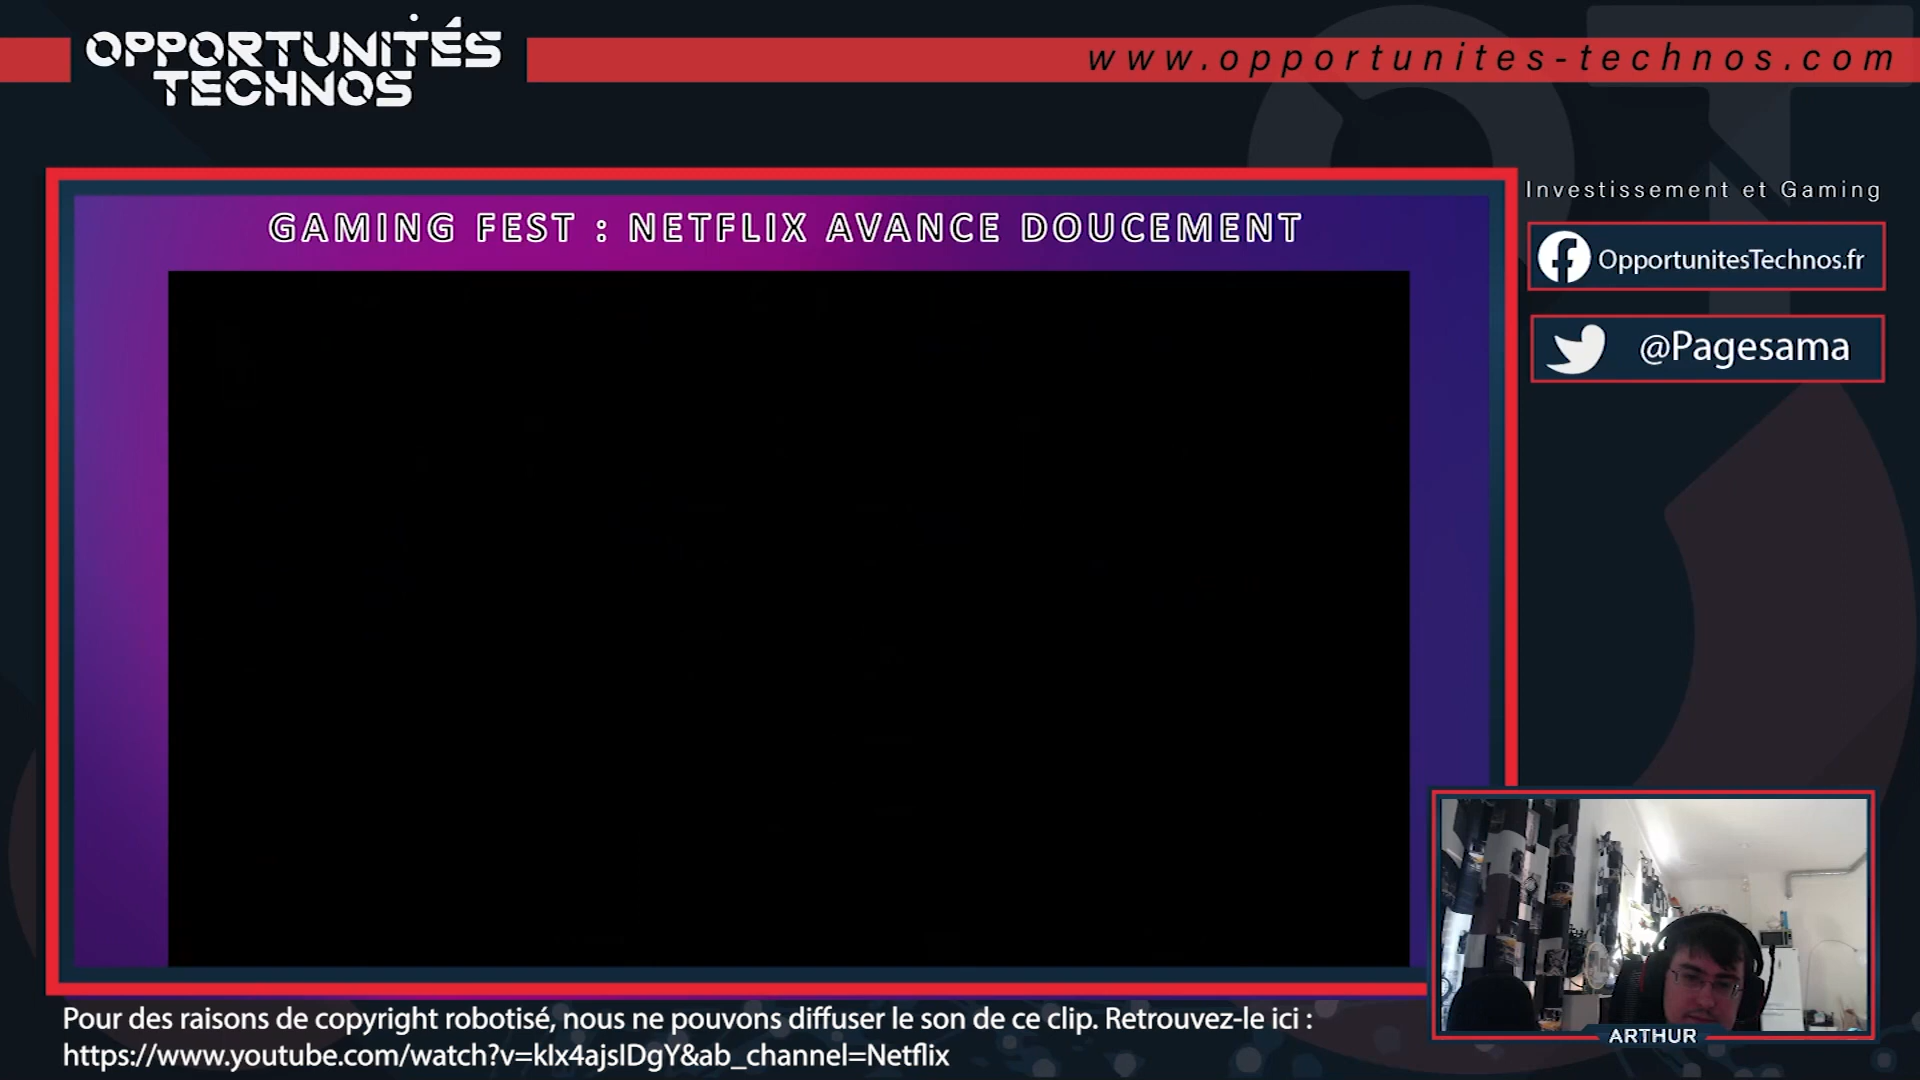 OPPORTUNITÉS
TECHNOS
www.opportunites-technos.com
GAMING FEST : NETFLIX AVANCE DOUCEMENT
Investissement et Gaming
OpportunitesTechnos.fr
@Pagesama
ARTHUR
Pour des raisons de copyright robotisé, nous ne pouvons diffuser le son de ce clip. Retrouvez-le ici :
https://www.youtube.com/watch?v=kIx4ajsIDgY&ab_channel=Netflix